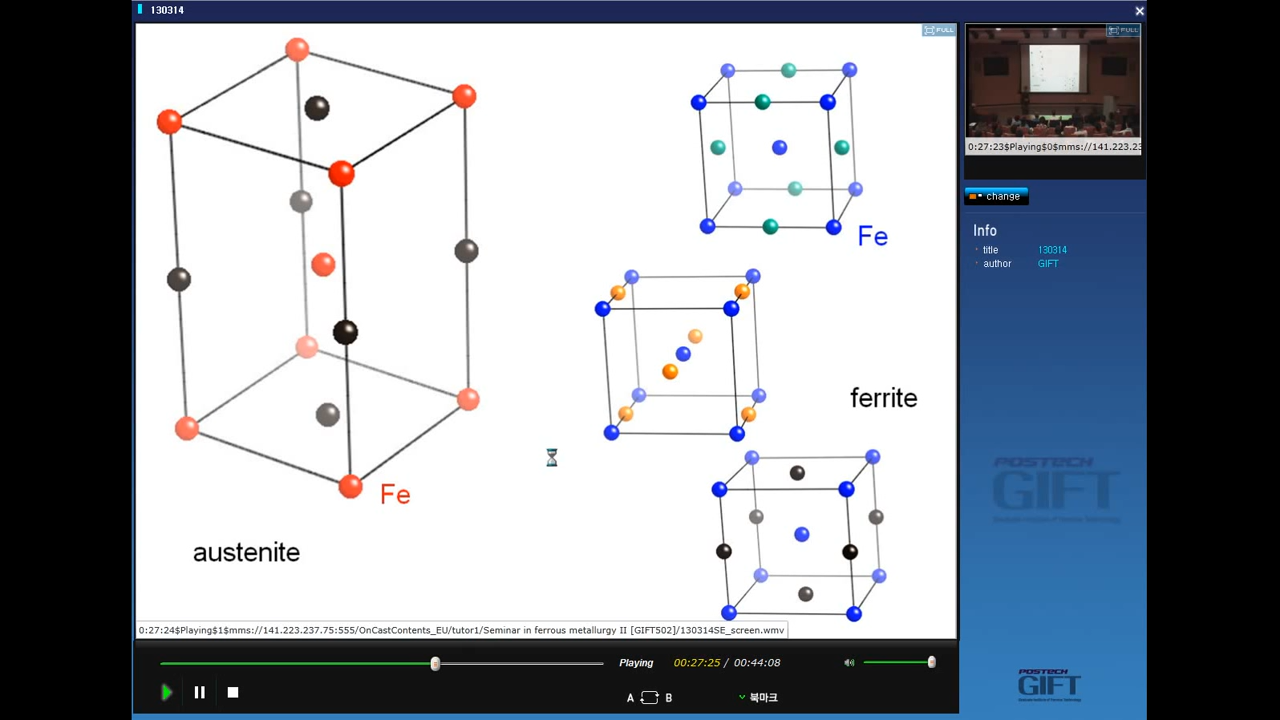 130314
FULL
FULL
Fe
0:27:23$Playing$0$mms://141.223.23
change
Info
title 130314
author GIFT
ferrite
Fe
austenite
POSTECH
GIFT
0:27:24$Playing$1$mms://141.223.237.75:555/OnCastContents_EU/tutor1/Seminar in ferrous metallurgy II [GIFT502]/130314SE_screen.wmv
Playing 00:27:25 / 00:44:08
A B 북마크
POSTECH
GIFT